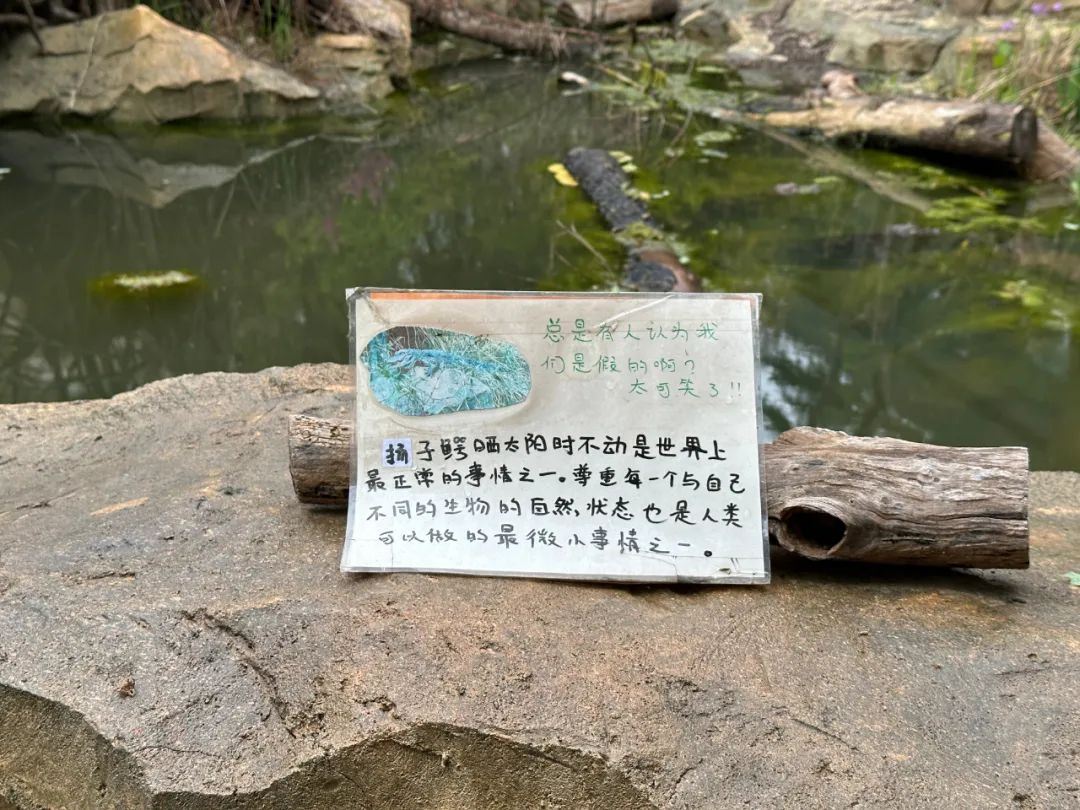 总是有人认为我
们是假的啊?
太可笑了!!
扬子鳄晒太阳时不动是世界上
最正常的事情之一。尊重每一个与自己
不同的生物的自然状态也是人类
可以做的最微小事情之一。